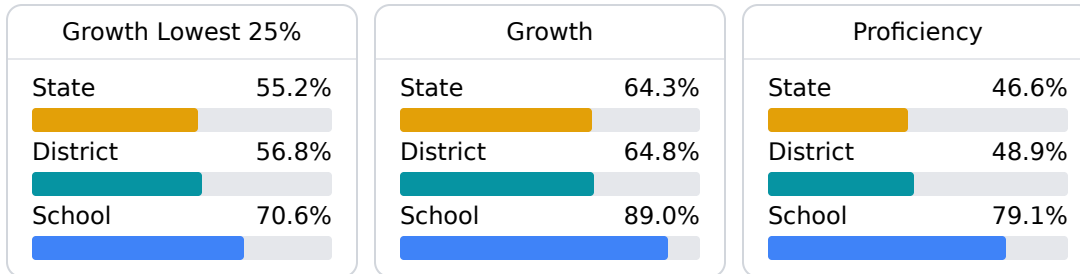 Growth Lowest 25%
State 55.2%
District 56.8%
School 70.6%
Growth
State 64.3%
District 64.8%
School 89.0%
Proficiency
State 46.6%
District 48.9%
School 79.1%